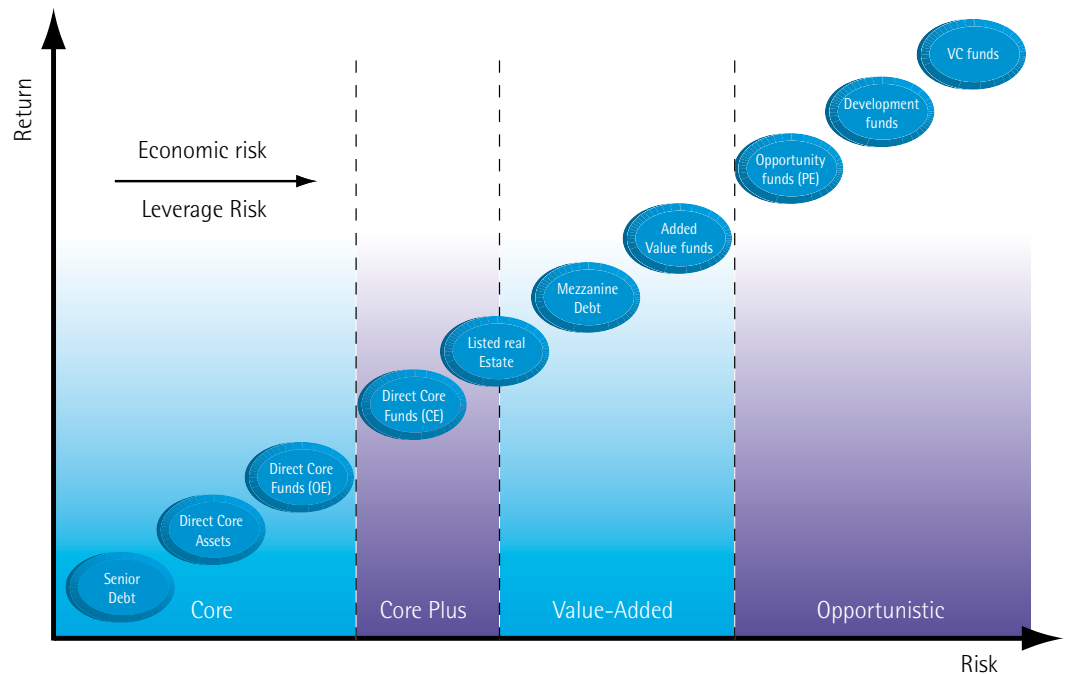 Return
Economic risk
Leverage Risk
VC funds
Development
funds
Opportunity
funds (PE)
Added
Value funds
Mezzanine
Debt
Listed real
Estate
Direct Core
Funds (CE)
Direct Core
Funds (OE)
Direct Core
Assets
Senior
Debt
Core
Core Plus
Value-Added
Opportunistic
Risk